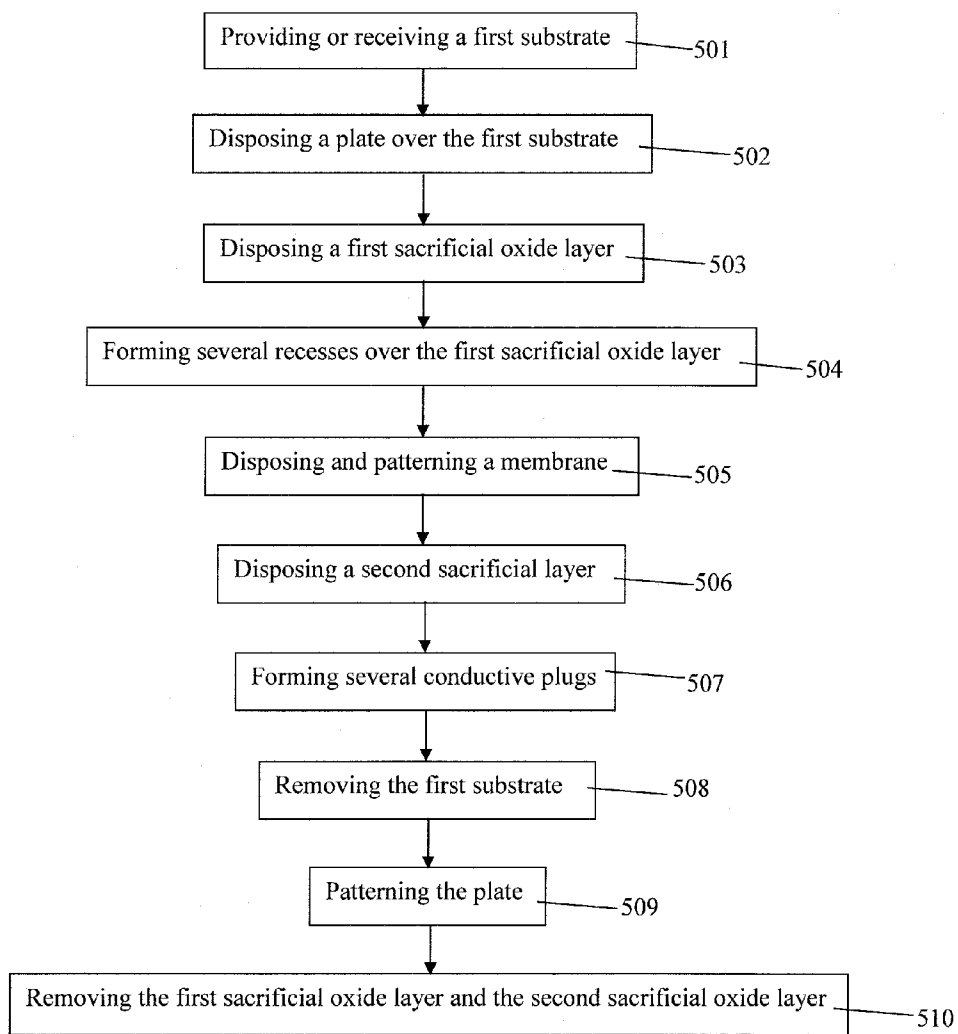 Providing or receiving a first substrate
501
Disposing a plate over the first substrate
502
Disposing a first sacrificial oxide layer
503
Forming several recesses over the first sacrificial oxide layer
504
Disposing and patterning a membrane
505
Disposing a second sacrificial layer
506
Forming several conductive plugs
507
Removing the first substrate
508
Patterning the plate
509
Removing the first sacrificial oxide layer and the second sacrificial oxide layer
510